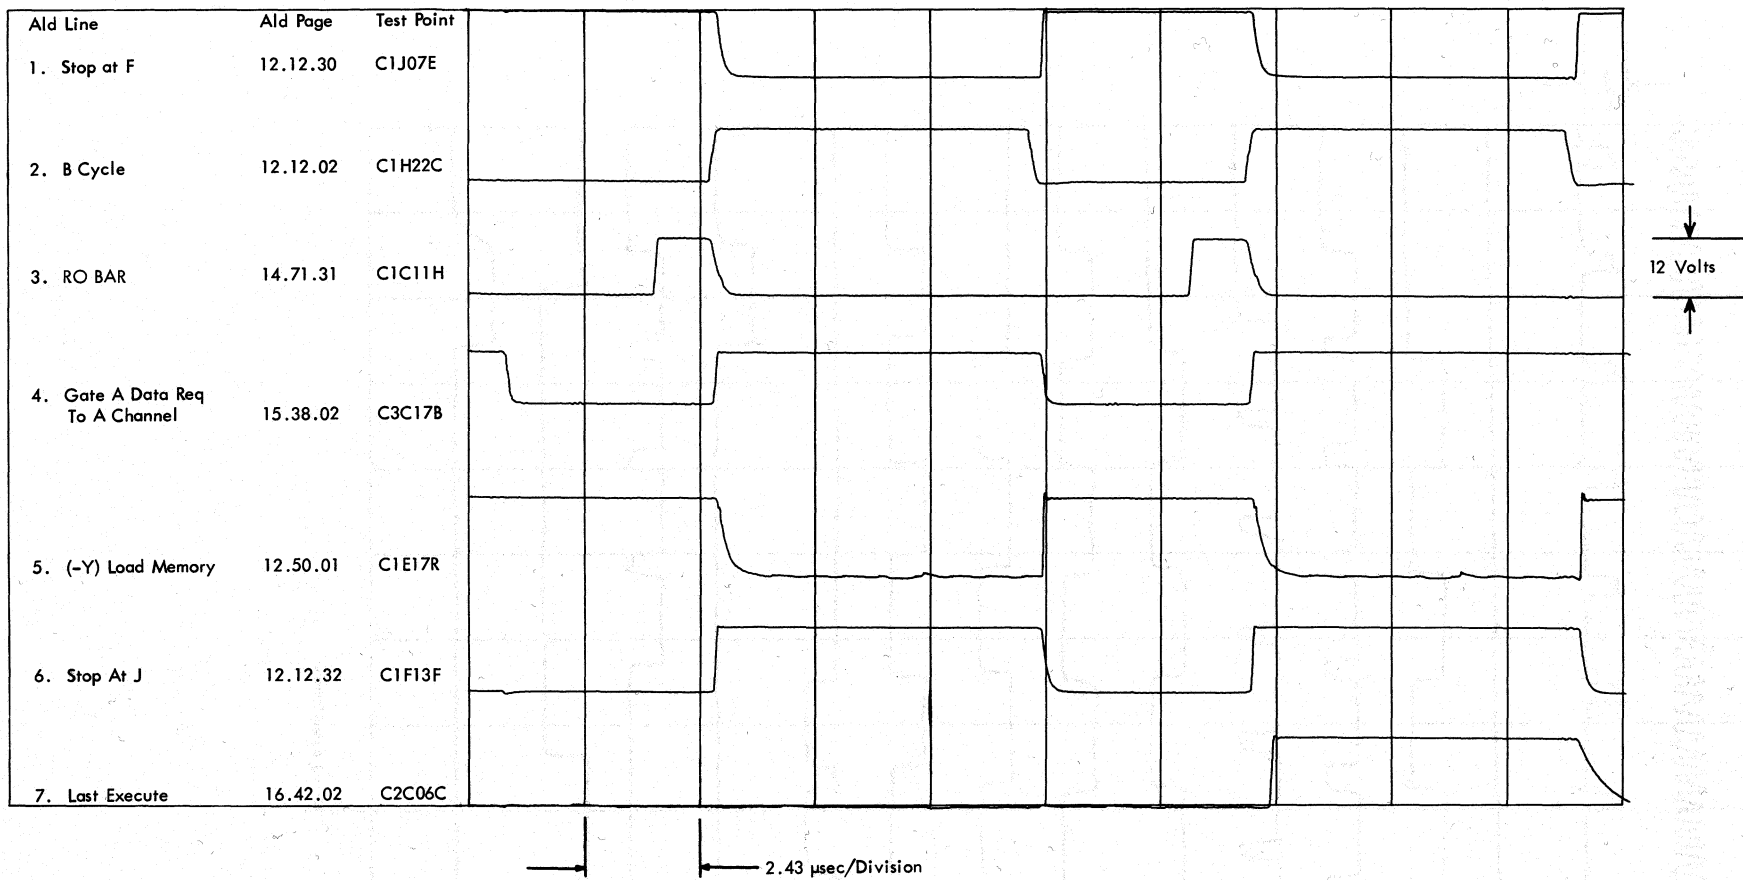 Ald Line Ald Page Test Point
1. Stop at F 12.12.30 C1J07E
2. B Cycle 12.12.02 C1H22C
3. RO BAR 14.71.31 C1C11H
12 Volts
4. Gate A Data Req
To A Channel 15.38.02 C3C17B
5. (-Y) Load Memory 12.50.01 C1E17R
6. Stop At J 12.12.32 C1F13F
7. Last Execute 16.42.02 C2C06C
2.43 μsec/Division